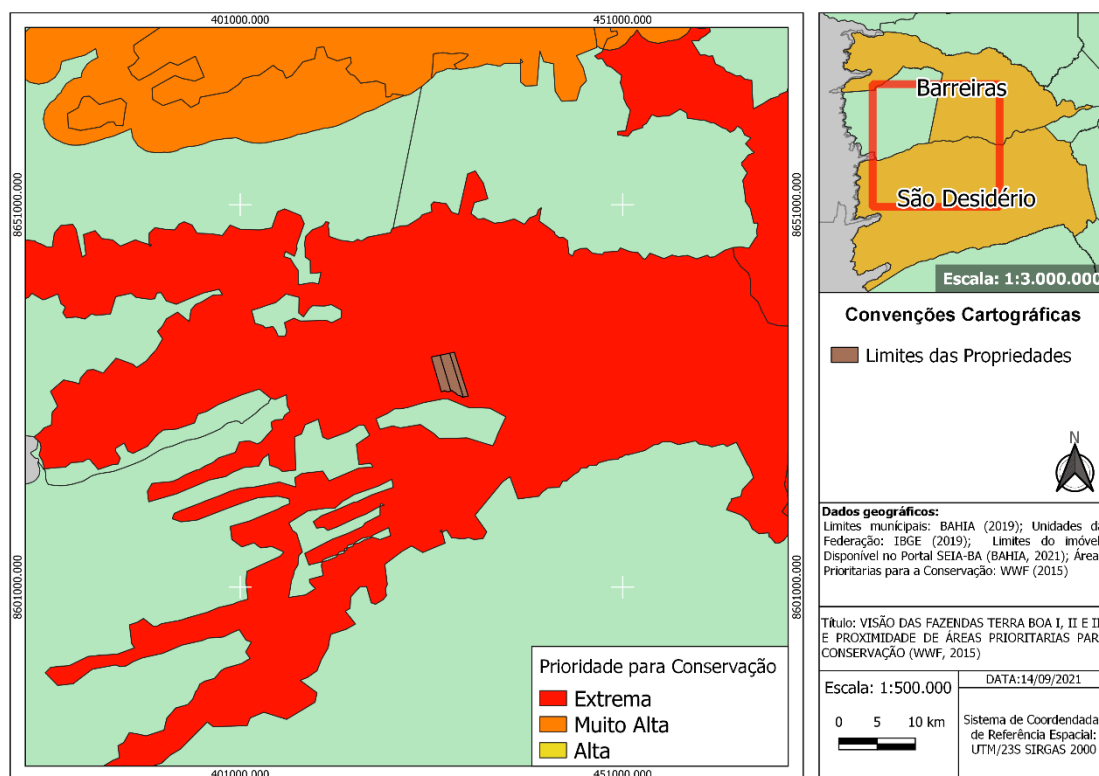 401000.000
451000.000
8651000.000
8651000.000
8601000.000
8601000.000
401000.000
451000.000
Prioridade para Conservação
Extrema
Muito Alta
Alta
Barreiras
São Desidério
Escala: 1:3.000.000
Convenções Cartográficas
Limites das Propriedades
N
Dados geográficos:
Limites municipais: BAHIA (2019); Unidades da
Federação: IBGE (2019); Limites do imóvel
Disponível no Portal SEIA-BA (BAHIA, 2021); Área
Prioritarias para a Conservação: WWF (2015)
Título: VISÃO DAS FAZENDAS TERRA BOA I, II E II
E PROXIMIDADE DE ÁREAS PRIORITARIAS PAR
CONSERVAÇÃO (WWF, 2015)
Escala: 1:500.000
0 5 10 km
DATA:14/09/2021
Sistema de Coordendada
de Referência Espacial:
UTM/23S SIRGAS 2000